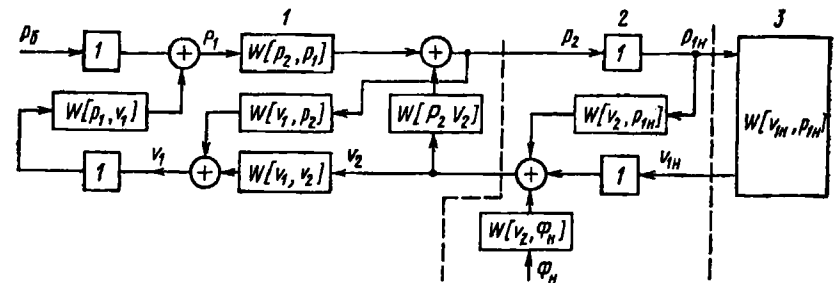 1 2 3
p_б 1 + p_1 W[p_2, p_1] + p_2 1 p_1н
W[p_1, v_1] W[v_1, p_2] W[P_2 V_2] W[v_2, p_1н] W[v_1н, p_1н]
1 v_1 + W[v_1, v_2] v_2 + 1 v_1н
W[v_2, Φ_н]
Φ_н